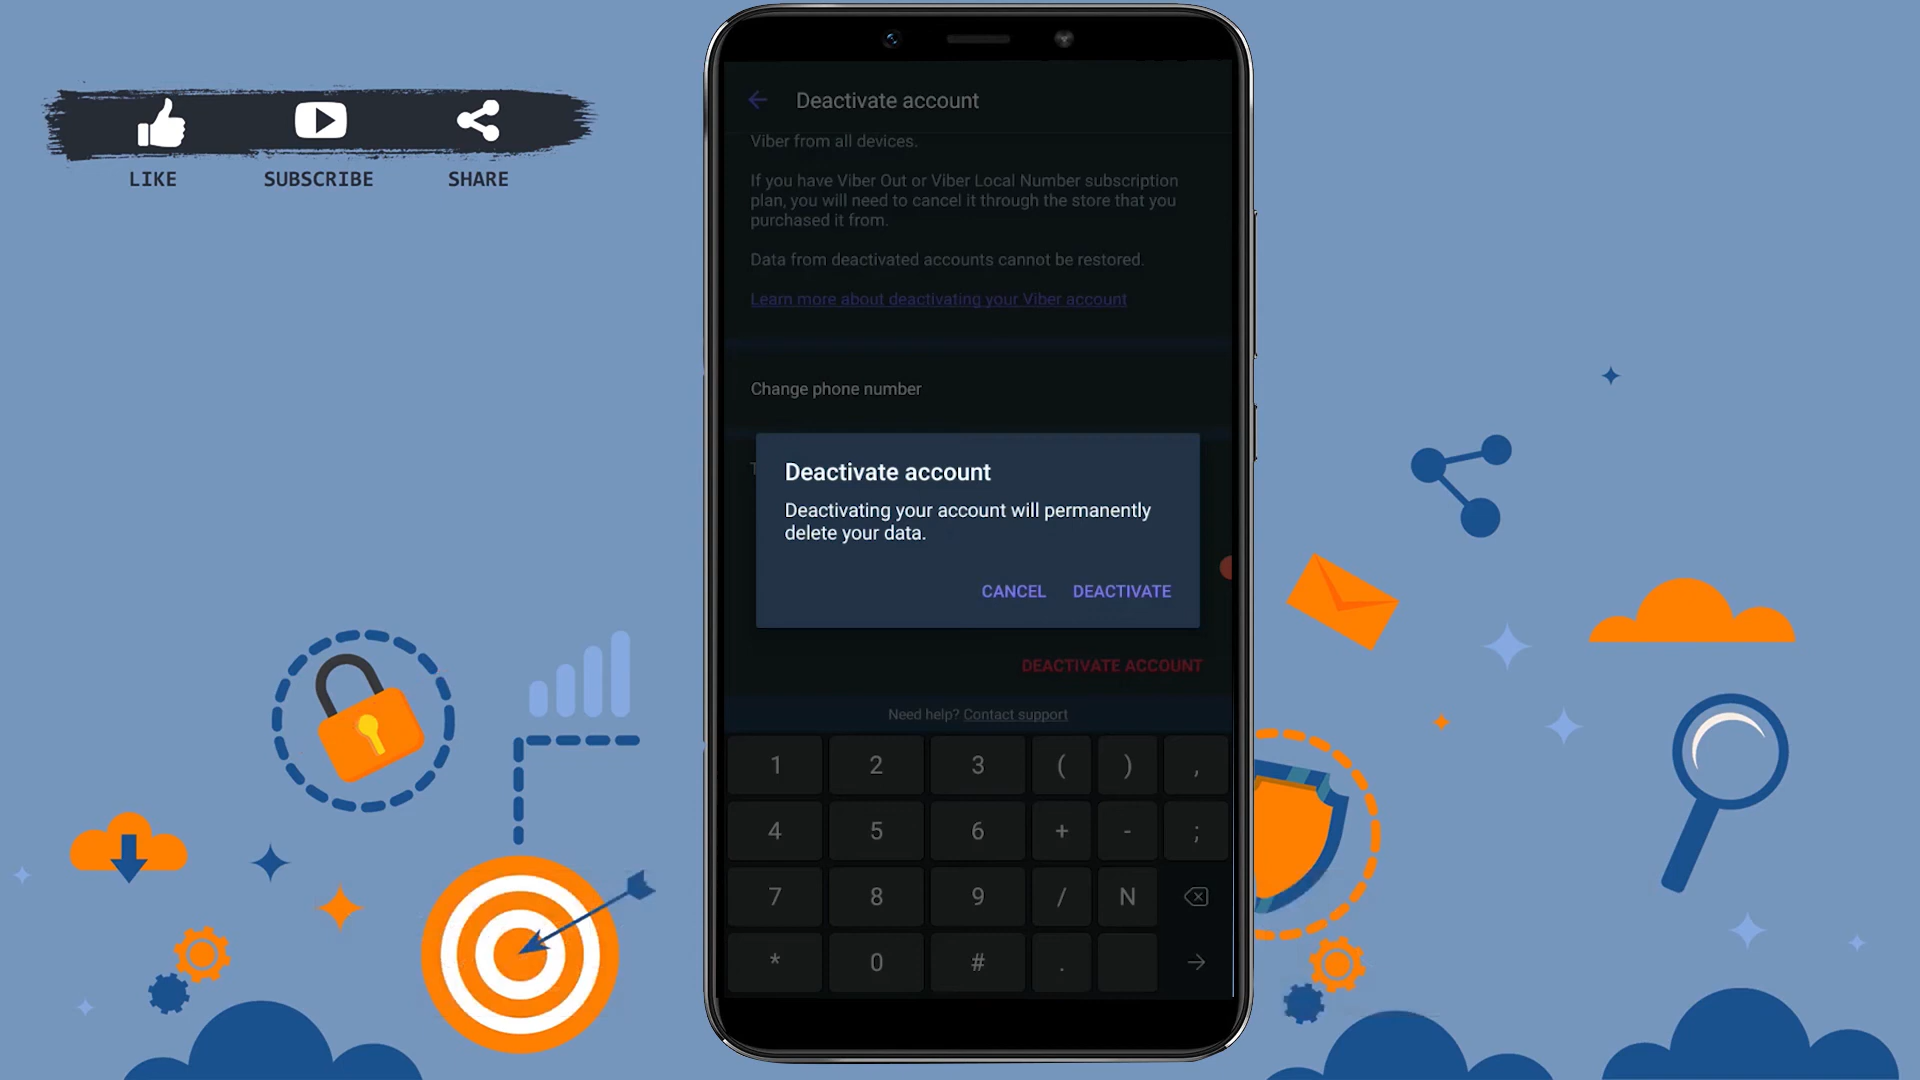 LIKE
SUBSCRIBE
SHARE
Deactivate account
Viber from all devices.
If you have Viber Out or Viber Local Number subscription
plan, you will need to cancel it through the store that you
purchased it from.
Data from deactivated accounts cannot be restored.
Learn more about deactivating your Viber account
Change phone number
Deactivate account
Deactivating your account will permanently
delete your data.
CANCEL DEACTIVATE
DEACTIVATE ACCOUNT
Need help? Contact support
1 2 3 ( ) ,
4 5 6 + - ;
7 8 9 / N
* 0 # .